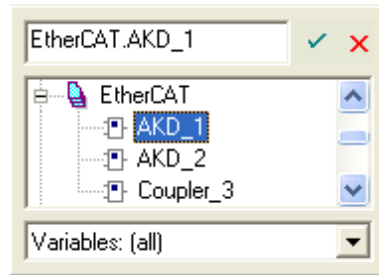 EtherCAT.AKD_1
EtherCAT
AKD_1
AKD_2
Coupler_3
Variables: (all)